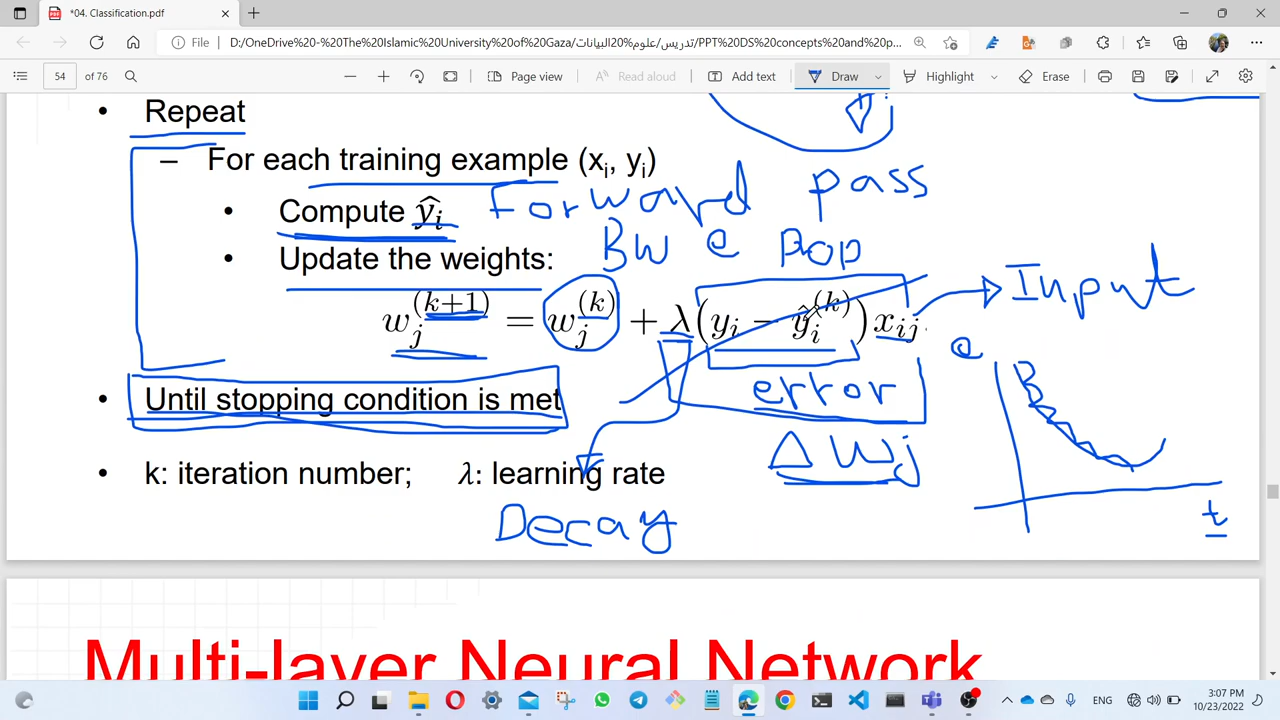 *04. Classification.pdf
File
D:/OneDrive%20-%20The%20Islamic%20University%20of%20Gaza/تدريس/علوم%20البيانات/PPT%20DS%20concepts%20and%20p...
54 of 76
Page view
Read aloud
Add text
Draw
Highlight
Erase
• Repeat
– For each training example (xi, yi)
• Compute ŷi Forward pass
• Update the weights: BW e prop
wj(k+1) = wj(k) + λ(yi − ŷi(k))xij
Input
e
error
• Until stopping condition is met
Δ Wj
• k: iteration number; λ: learning rate
Decay
t
Multi-layer Neural Network
ENG
3:07 PM
10/23/2022